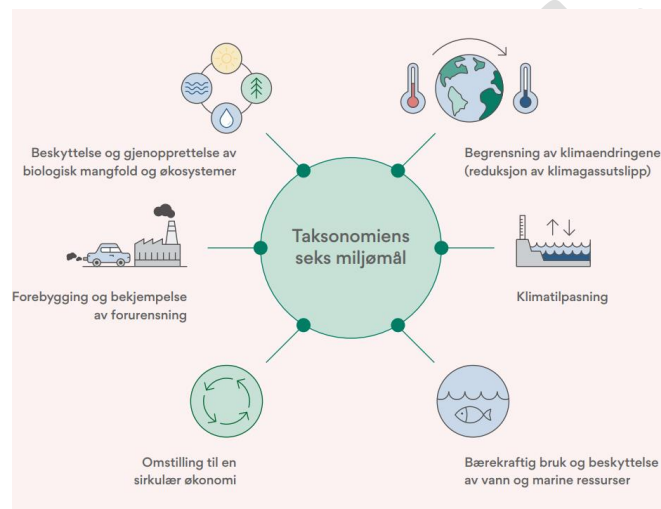 Beskyttelse og gjenopprettelse av
biologisk mangfold og økosystemer
Begrensning av klimaendringene
(reduksjon av klimagassutslipp)
Taksonomiens
seks miljømål
Forebygging og bekjempelse
av forurensning
Klimatilpasning
Omstilling til en
sirkulær økonomi
Bærekraftig bruk og beskyttelse
av vann og marine ressurser